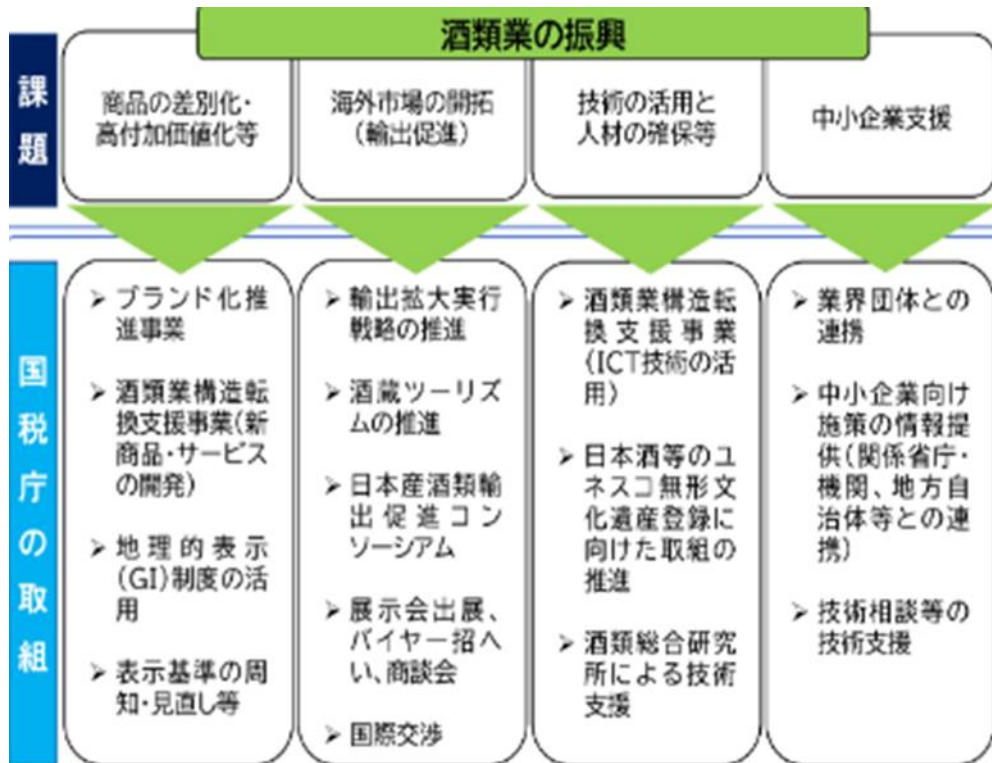 酒類業の振興
課題
商品の差別化・
高付加価値化等
海外市場の開拓
(輸出促進)
技術の活用と
人材の確保等
中小企業支援
国税庁の取組
➢ ブランド化推
進事業
➢ 酒類業構造転
換支援事業(新
商品・サービス
の開発)
➢ 地理的表示
(GI)制度の活
用
➢ 表示基準の周
知・見直し等
➢ 輸出拡大実行
戦略の推進
➢ 酒蔵ツーリズ
ムの推進
➢ 日本産酒類輸
出促進コン
ソーシアム
➢ 展示会出展、
バイヤー招へ
い、商談会
➢ 国際交渉
➢ 酒類業構造転
換支援事業
(ICT技術の活
用)
➢ 日本酒等のユ
ネスコ無形文
化遺産登録に
向けた取組の
推進
➢ 酒類総合研究
所による技術
支援
➢ 業界団体との
連携
➢ 中小企業向け
施策の情報提
供(関係省庁・
機関、地方自
治体等との連
携)
➢ 技術相談等の
技術支援